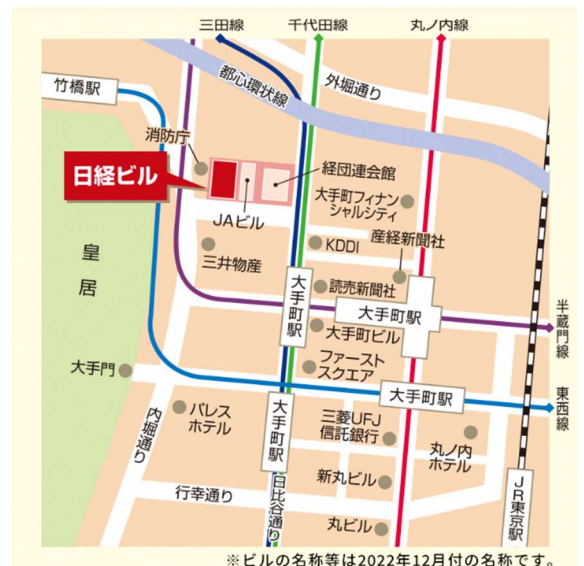 三田線
千代田線
丸ノ内線
竹橋駅
都心環状線
外堀通り
消防庁
日経ビル
経団連会館
JAビル
大手町フィナン
シャルシティ
KDDI
産経新聞社
三井物産
皇居
大手町駅
読売新聞社
大手町駅
半蔵門線
大手町ビル
ファースト
スクエア
大手門
大手町駅
東西線
パレス
ホテル
内堀通り
大手町駅
三菱UFJ
信託銀行
丸ノ内
ホテル
新丸ビル
行幸通り
日比谷通り
丸ビル
JR東京駅
※ビルの名称等は2022年12月付の名称です。